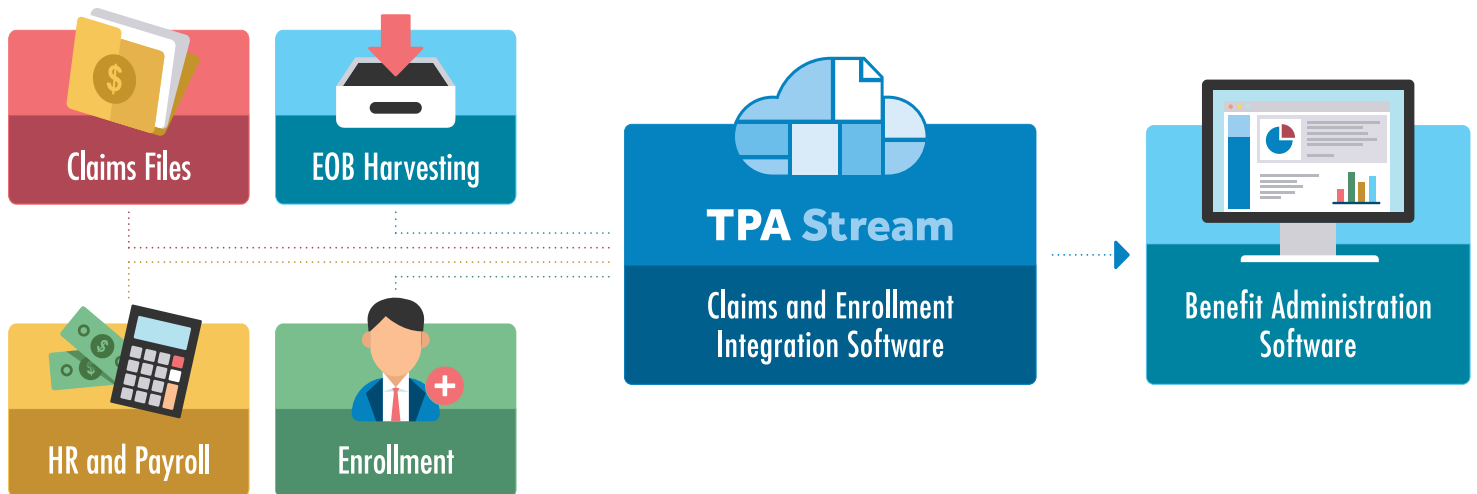 Claims Files
EOB Harvesting
HR and Payroll
Enrollment
TPA Stream
Claims and Enrollment
Integration Software
Benefit Administration
Software